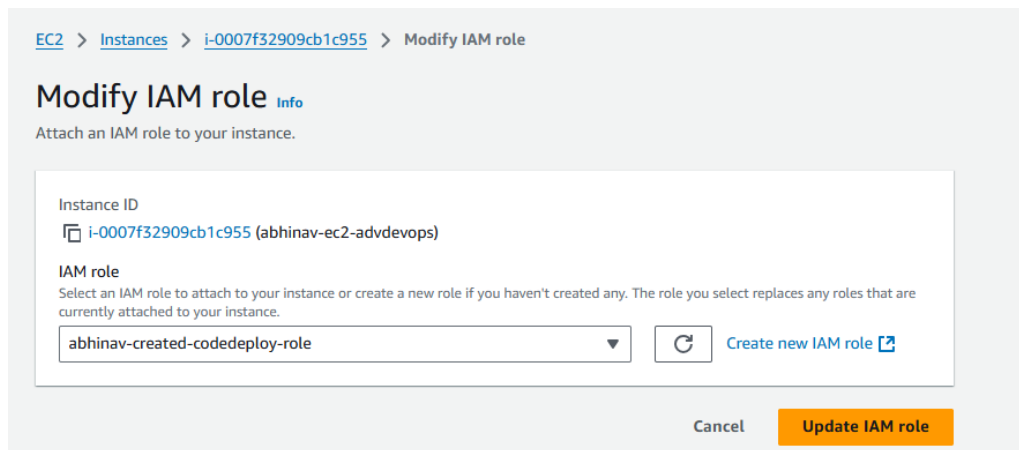 EC2 > Instances > i-0007f32909cb1c955 > Modify IAM role
Modify IAM role Info
Attach an IAM role to your instance.
Instance ID
i-0007f32909cb1c955 (abhinav-ec2-advdevops)
IAM role
Select an IAM role to attach to your instance or create a new role if you haven't created any. The role you select replaces any roles that are
currently attached to your instance.
abhinav-created-codedeploy-role
Create new IAM role
Cancel
Update IAM role